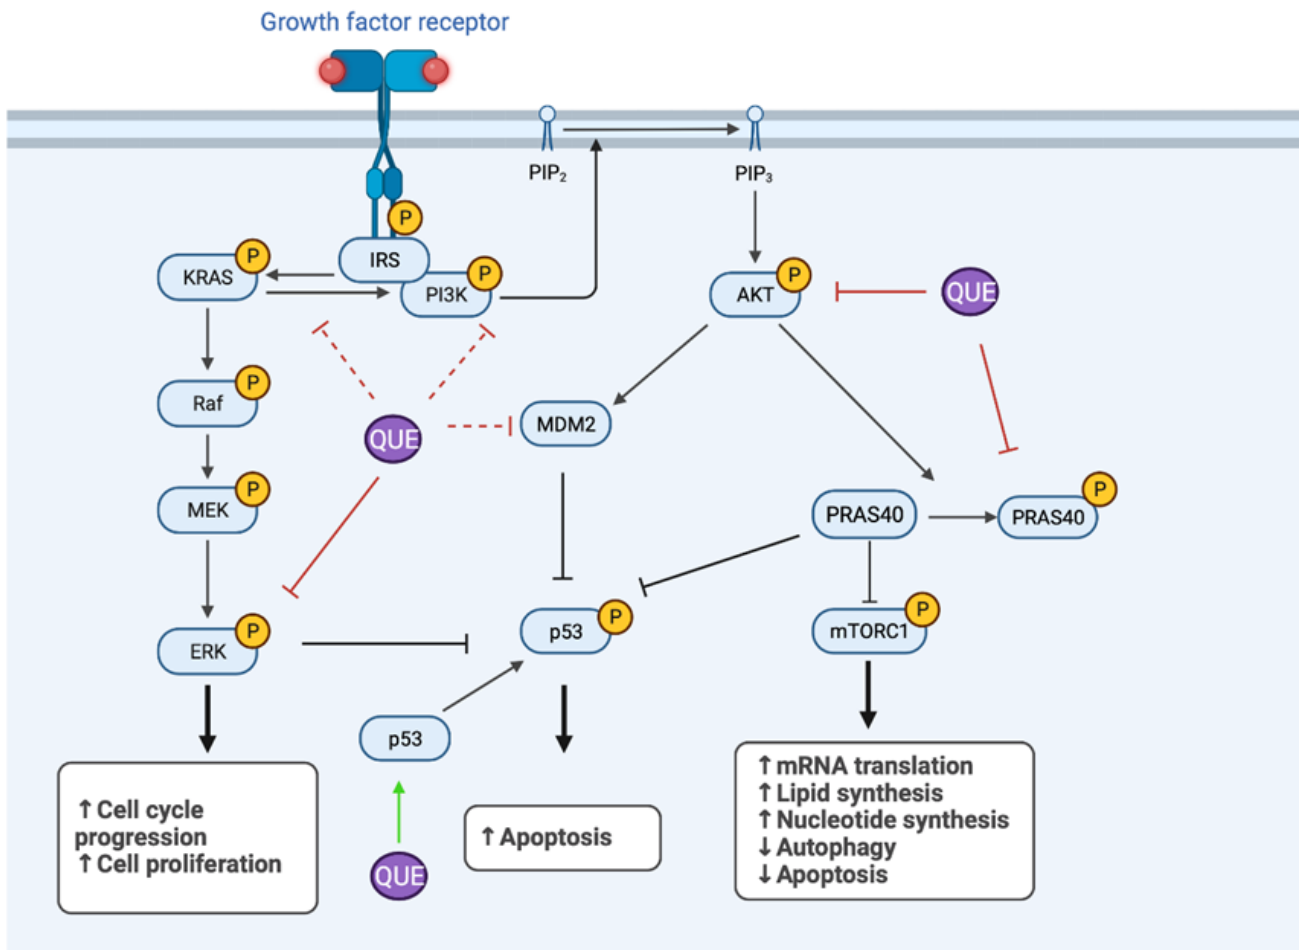 Growth factor receptor
PIP₂
PIP₃
P
IRS
KRAS
P
PI3K
P
AKT
P
QUE
Raf
P
QUE
MDM2
MEK
P
PRAS40
PRAS40
P
ERK
P
p53
P
mTORC1
P
p53
QUE
↑ Cell cycle
progression
↑ Cell proliferation
↑ Apoptosis
↑ mRNA translation
↑ Lipid synthesis
↑ Nucleotide synthesis
↓ Autophagy
↓ Apoptosis